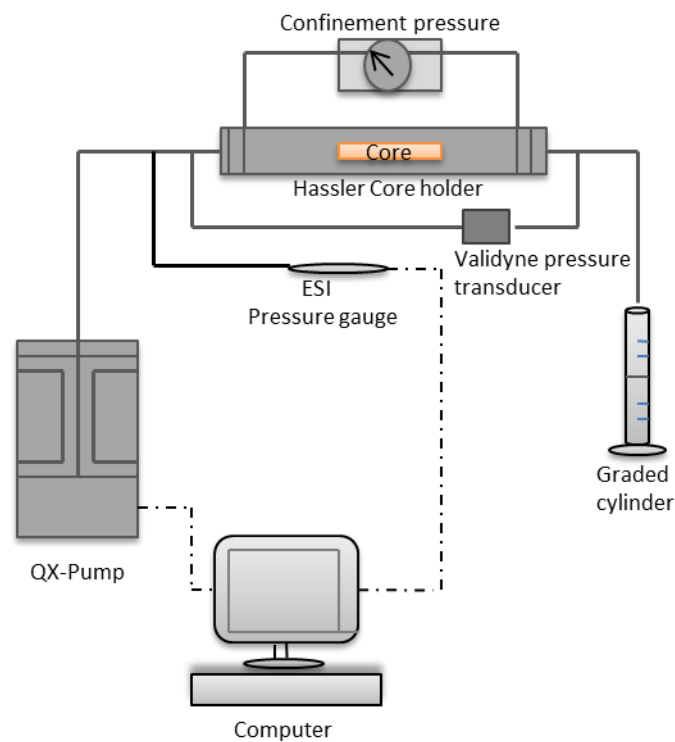 Confinement pressure
Core
Hassler Core holder
Validyne pressure
transducer
ESI
Pressure gauge
Graded
cylinder
QX-Pump
Computer